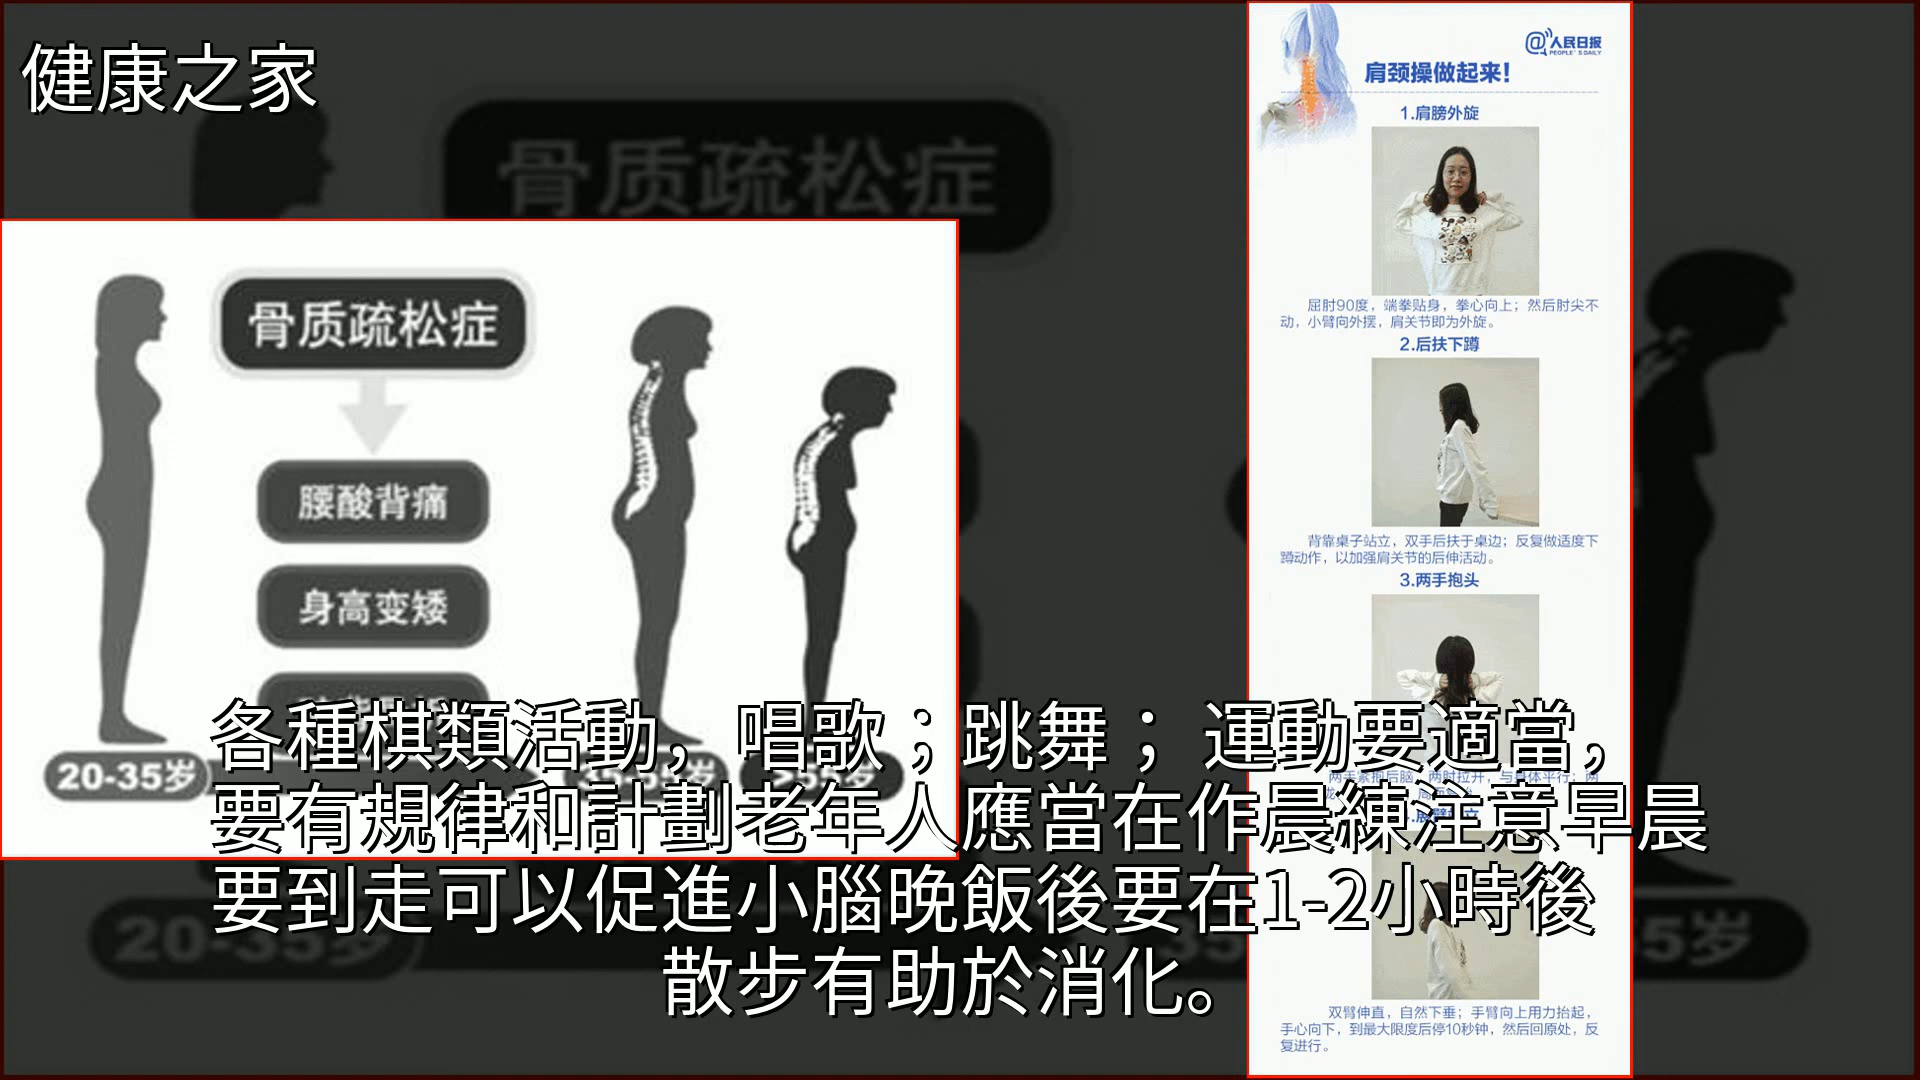 健康之家
骨质疏松症
骨质疏松症
腰酸背痛
身高变矮
20-35岁
>55岁
20-35岁
@人民日报
PEOPLE'S DAILY
肩颈操做起来!
1.肩膀外旋
屈肘90度,端拳贴身,拳心向上;然后肘尖不
动,小臂向外摆,肩关节即为外旋。
2.后扶下蹲
背靠桌子站立,双手后扶于桌边;反复做适度下
蹲动作,以加强肩关节的后伸活动。
3.两手抱头
双臂伸直,自然下垂;手臂向上用力抬起,
手心向下,到最大限度后停10秒钟,然后回原处,反
复进行。
各種棋類活動，唱歌；跳舞； 運動要適當，
要有規律和計劃老年人應當在作晨練注意早晨
要到走可以促進小腦晚飯後要在1-2小時後
散步有助於消化。